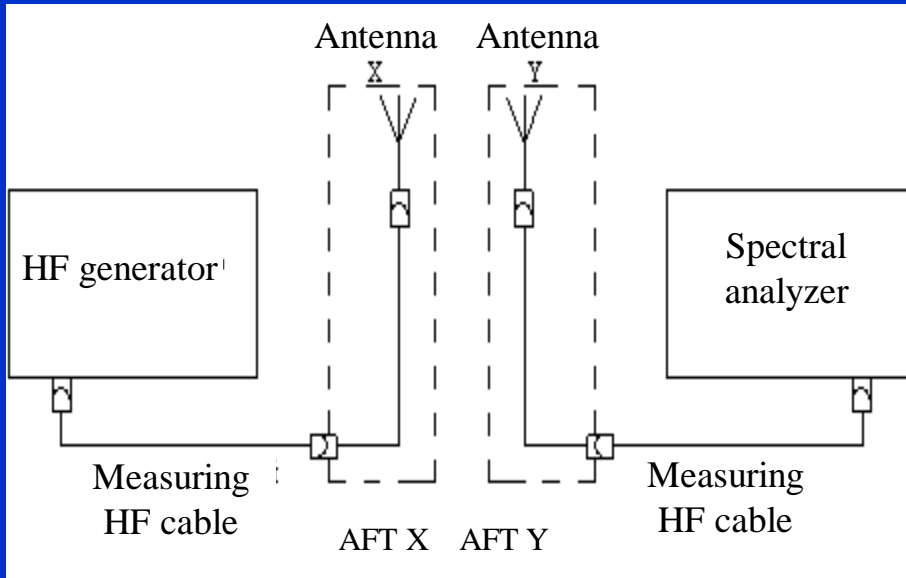 Antenna
X
Antenna
Y
HF generator
Spectral
analyzer
Measuring
HF cable
Measuring
HF cable
AFT X
AFT Y